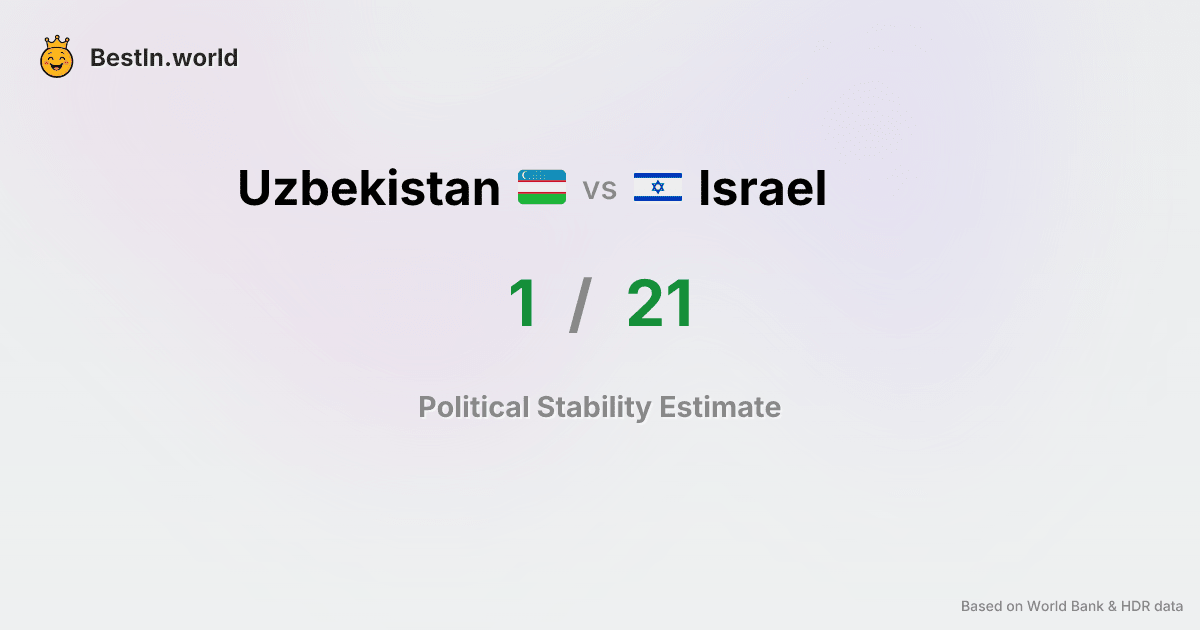 BestIn.world
Uzbekistan vs Israel
1 / 21
Political Stability Estimate
Based on World Bank & HDR data